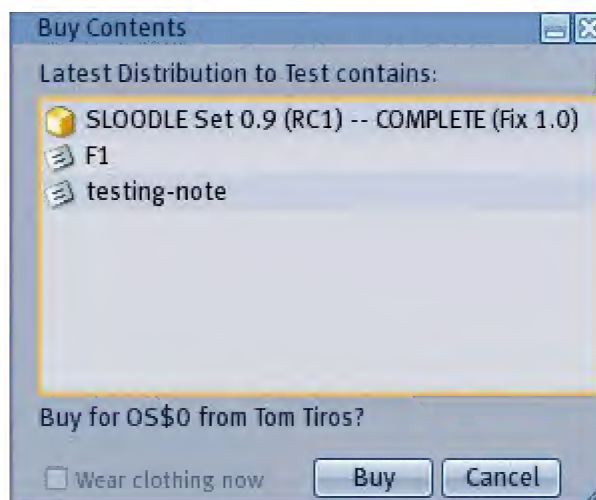 Buy Contents
Latest Distribution to Test contains:
SLOODLE Set 0.9 (RC1) -- COMPLETE (Fix 1.0)
F1
testing-note
Buy for OS$0 from Tom Tiros?
Wear clothing now
Buy
Cancel